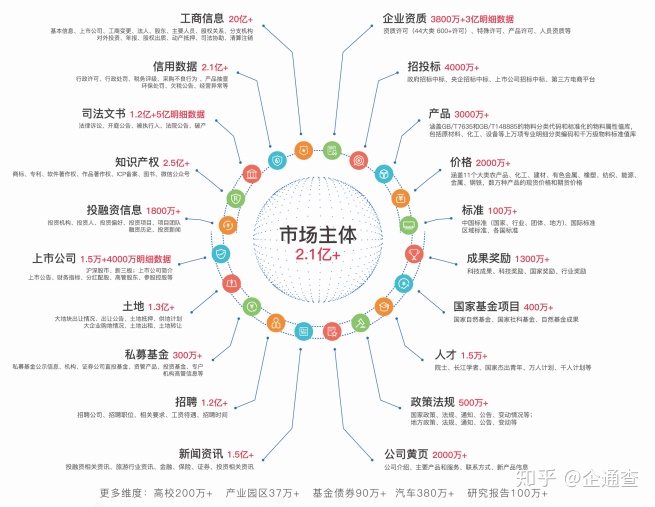 工商信息 20亿+
基本信息、上市公司、工商变更、法人、股东、主要人员、股权关系、分支机构
对外投资、年报、股权出质、动产抵押、司法协助、清算注销
信用数据 2.1亿+
行政许可、行政处罚、税务评级、采购不良行为、产品抽查
环保处罚、欠税公告、经营异常等
司法文书 1.2亿+5亿明细数据
法律诉讼、开庭公告、被执行人、法院公告、破产
知识产权 2.5亿+
商标、专利、软件著作权、作品著作权、ICP备案、图书、微信公众号
投融资信息 1800万+
投资机构、投资人、投资偏好、投资项目、项目团队
融资历史、投资新闻
上市公司 1.5万+4000万明细数据
沪深股市、新三板；上市公司简介
上市公告、财务指标、分红配股、高管股东、参股控股等
土地 1.3亿+
大地块出让情况、出让公告、土地抵押、供地计划
大企业购地情况、土地出租、土地转让
私募基金 300万+
私募基金公示信息、机构、证券公司直投基金、资管产品、投资基金、专户
机构高管信息等
招聘 1.2亿+
招聘公司、招聘职位、相关要求、工资待遇、招聘时间
新闻资讯 1.5亿+
投融资相关资讯、旅游行业资讯、金融、保险、证券、投资相关资讯
市场主体
2.1亿+
企业资质 3800万+3亿明细数据
资质许可（44大类 600+许可）、特殊许可、产品许可、人员资质等
招投标 4000万+
政府招标中标、央企招标中标、上市公司招标中标、第三方电商平台
产品 3000万+
涵盖GB/T7635和GB/T148885的物料分类代码和标准化的物料属性值库，
包括原材料、化工、设备等上万项专业明细分类编码和千万级物料标准值库
价格 2000万+
涵盖11个大类农产品、化工、建材、有色金属、橡塑、纺织、能源、
金属、钢铁，数万种产品的现货价格和期货价格
标准 100万+
中国标准（国家、行业、团体、地方)、国际标准
区域标准、各国标准
成果奖励 1300万+
科技成果、科技奖励、国家奖励、行业奖励
国家基金项目 400万+
国家自然基金、国家社科基金、自然基金成果
人才 1.5万+
院士、长江学者、国家杰出青年、万人计划、千人计划等
政策法规 500万+
国家政策、法规、通知、公告、变动情况等；
地方政策、法规、通知、公告、变动等
公司黄页 2000万+
公司介绍、主要产品和服务、联系方式、新产品信息
知乎 @企通查
更多维度： 高校200万+ 产业园区37万+ 基金债券90万+ 汽车380万+ 研究报告100万+